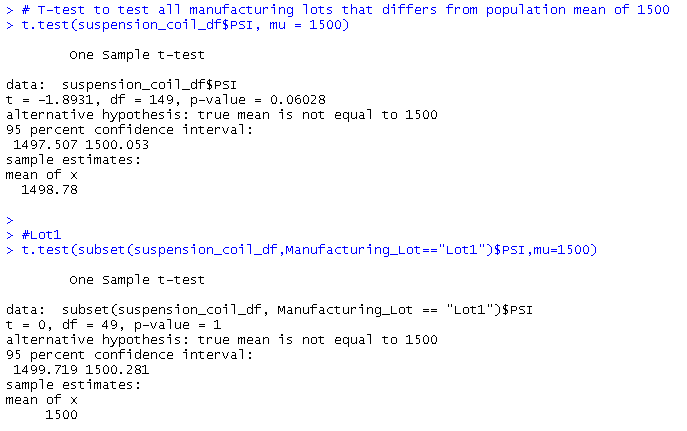 > # T-test to test all manufacturing lots that differs from population mean of 1500
> t.test(suspension_coil_df$PSI, mu = 1500)
One Sample t-test
data:  suspension_coil_df$PSI
t = -1.8931, df = 149, p-value = 0.06028
alternative hypothesis: true mean is not equal to 1500
95 percent confidence interval:
1497.507 1500.053
sample estimates:
mean of x
1498.78
>
> #Lot1
> t.test(subset(suspension_coil_df,Manufacturing_Lot=="Lot1")$PSI,mu=1500)
One Sample t-test
data:  subset(suspension_coil_df, Manufacturing_Lot == "Lot1")$PSI
t = 0, df = 49, p-value = 1
alternative hypothesis: true mean is not equal to 1500
95 percent confidence interval:
1499.719 1500.281
sample estimates:
mean of x
1500